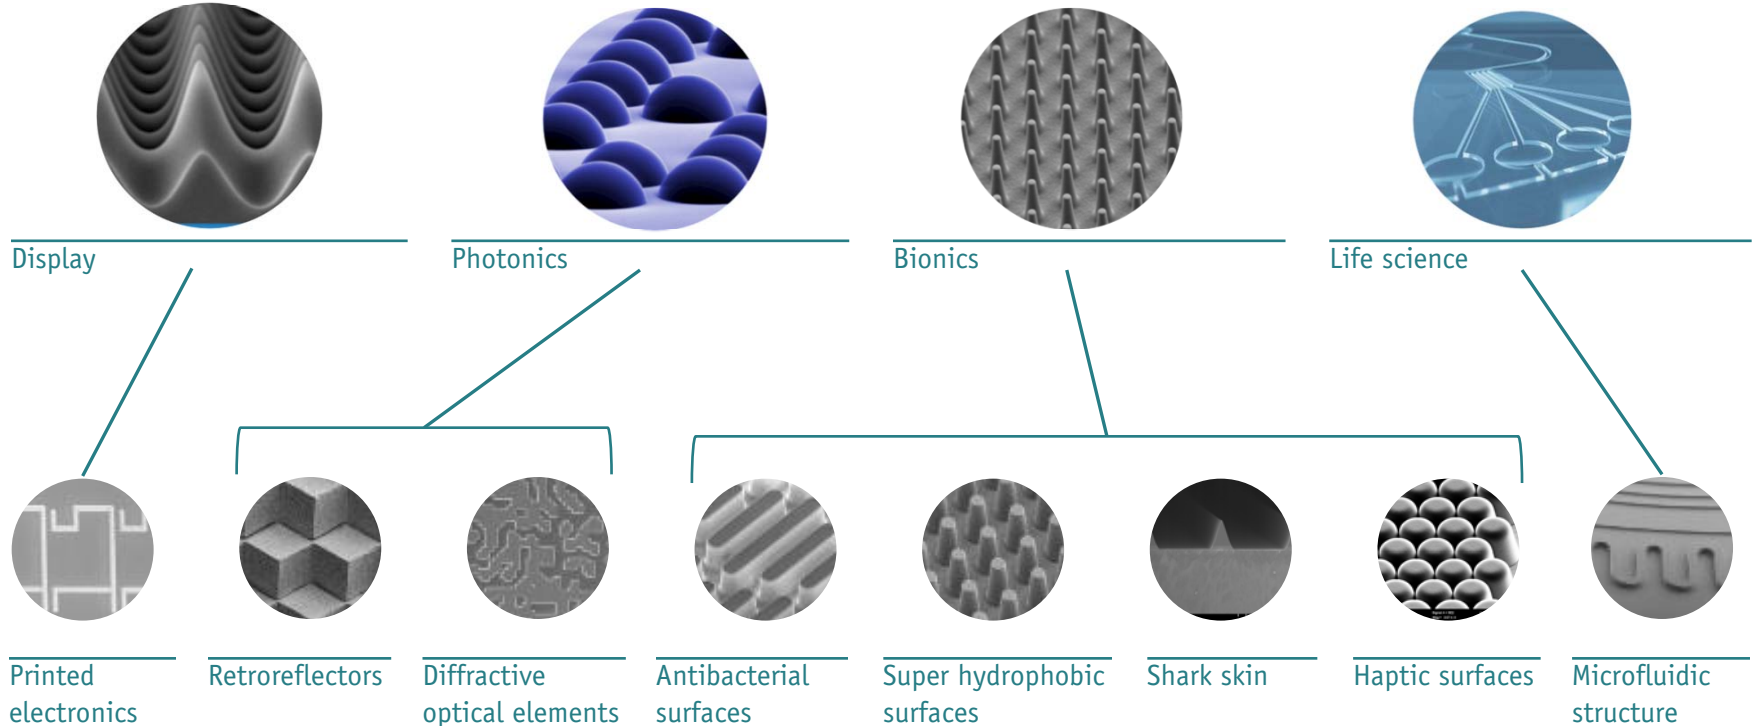 Display
Photonics
Bionics
Life science
Printed
electronics
Retroreflectors
Diffractive
optical elements
Antibacterial
surfaces
Super hydrophobic
surfaces
Shark skin
Haptic surfaces
Microfluidic
structure